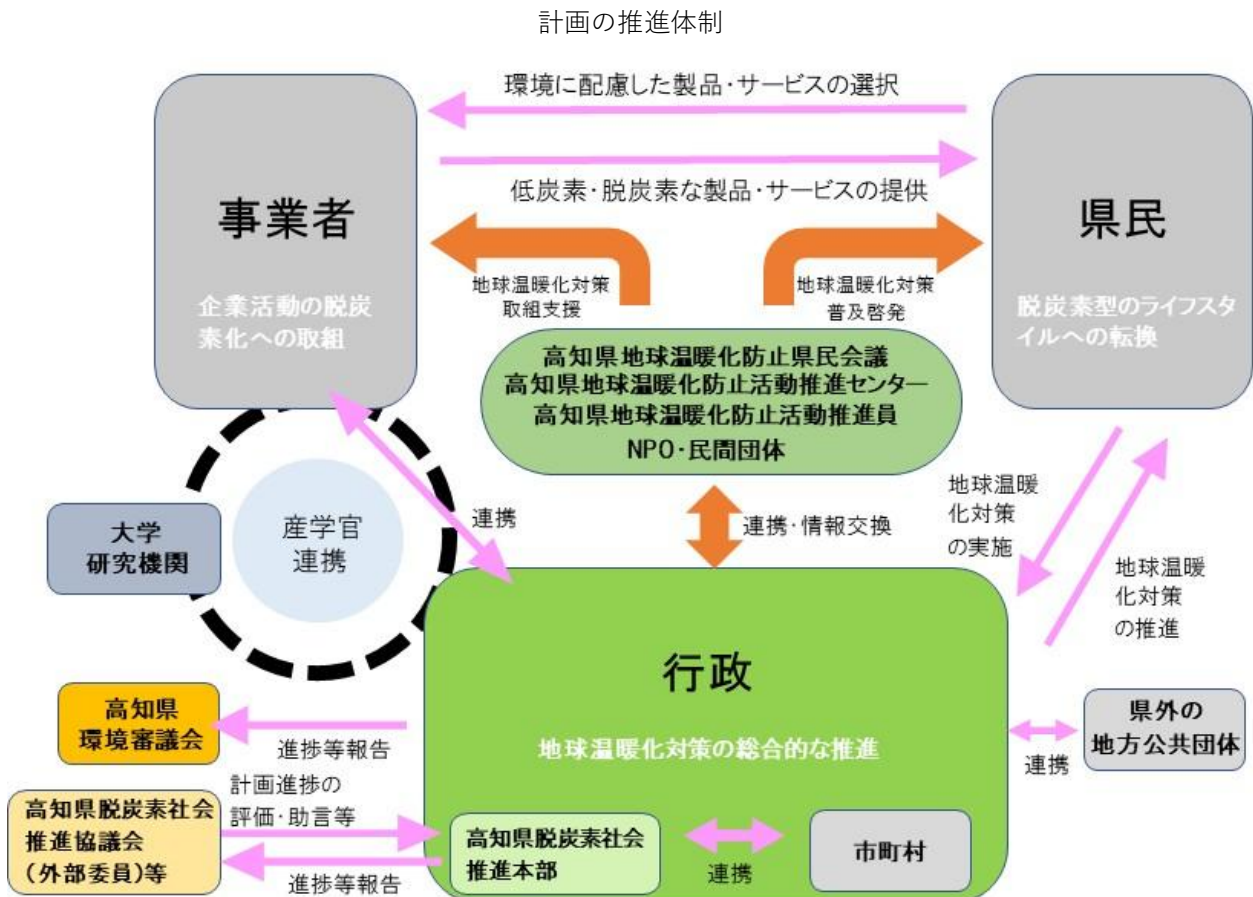 計画の推進体制
環境に配慮した製品・サービスの選択
低炭素・脱炭素な製品・サービスの提供
事業者
企業活動の脱炭
素化への取組
県民
脱炭素型のライフスタ
イルへの転換
地球温暖化対策
取組支援
地球温暖化対策
普及啓発
高知県地球温暖化防止県民会議
高知県地球温暖化防止活動推進センター
高知県地球温暖化防止活動推進員
NPO・民間団体
大学
研究機関
産学官
連携
連携
連携・情報交換
地球温暖
化対策
の実施
地球温暖
化対策
の推進
行政
地球温暖化対策の総合的な推進
高知県
環境審議会
進捗等報告
県外の
地方公共団体
連携
計画進捗の
評価・助言等
高知県脱炭素社会
推進協議会
（外部委員）等
進捗等報告
高知県脱炭素社会
推進本部
連携
市町村